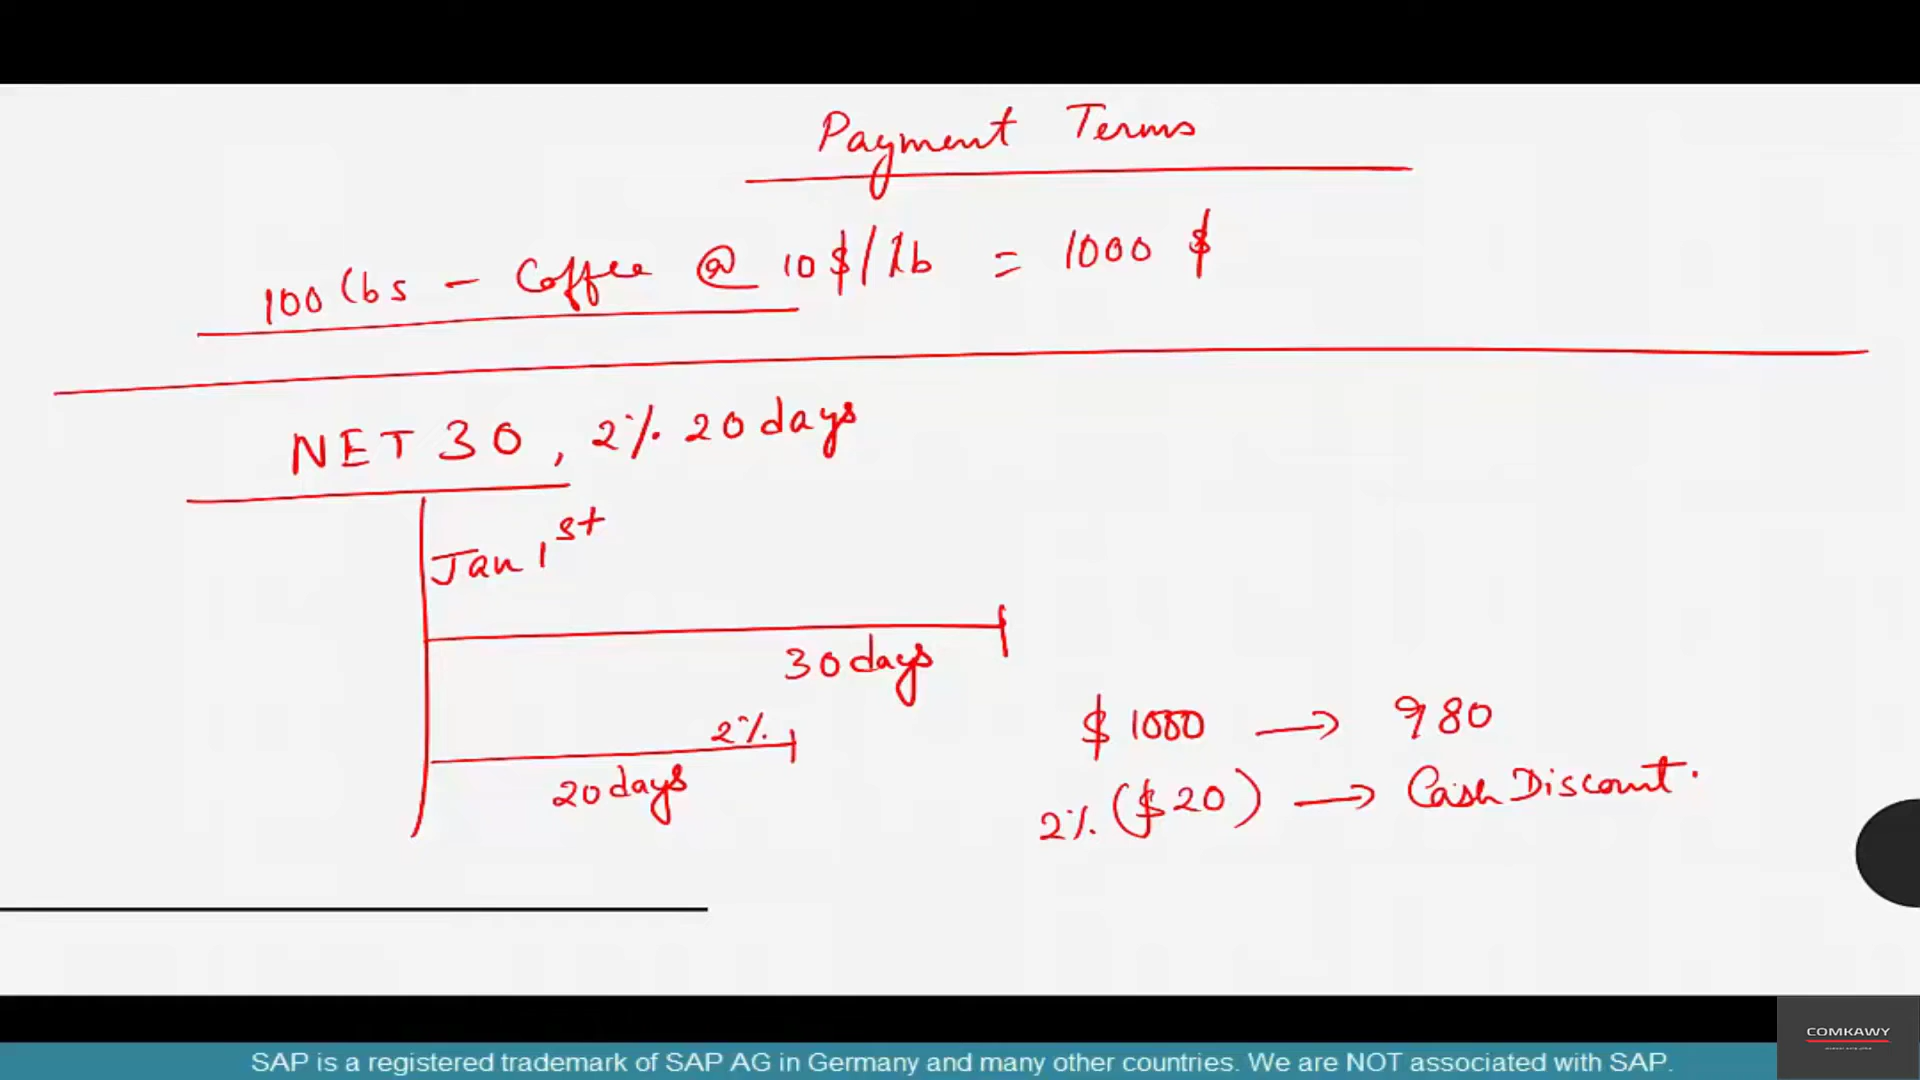 Payment Terms
100 lbs - Coffee @ 10$/lb = 1000 $
NET 30, 2% 20 days
Jan 1st
30 days
2%
20 days
$ 1000 → 980
2% ($20) → Cash Discount.
COMKAWY
SAP is a registered trademark of SAP AG in Germany and many other countries. We are NOT associated with SAP.